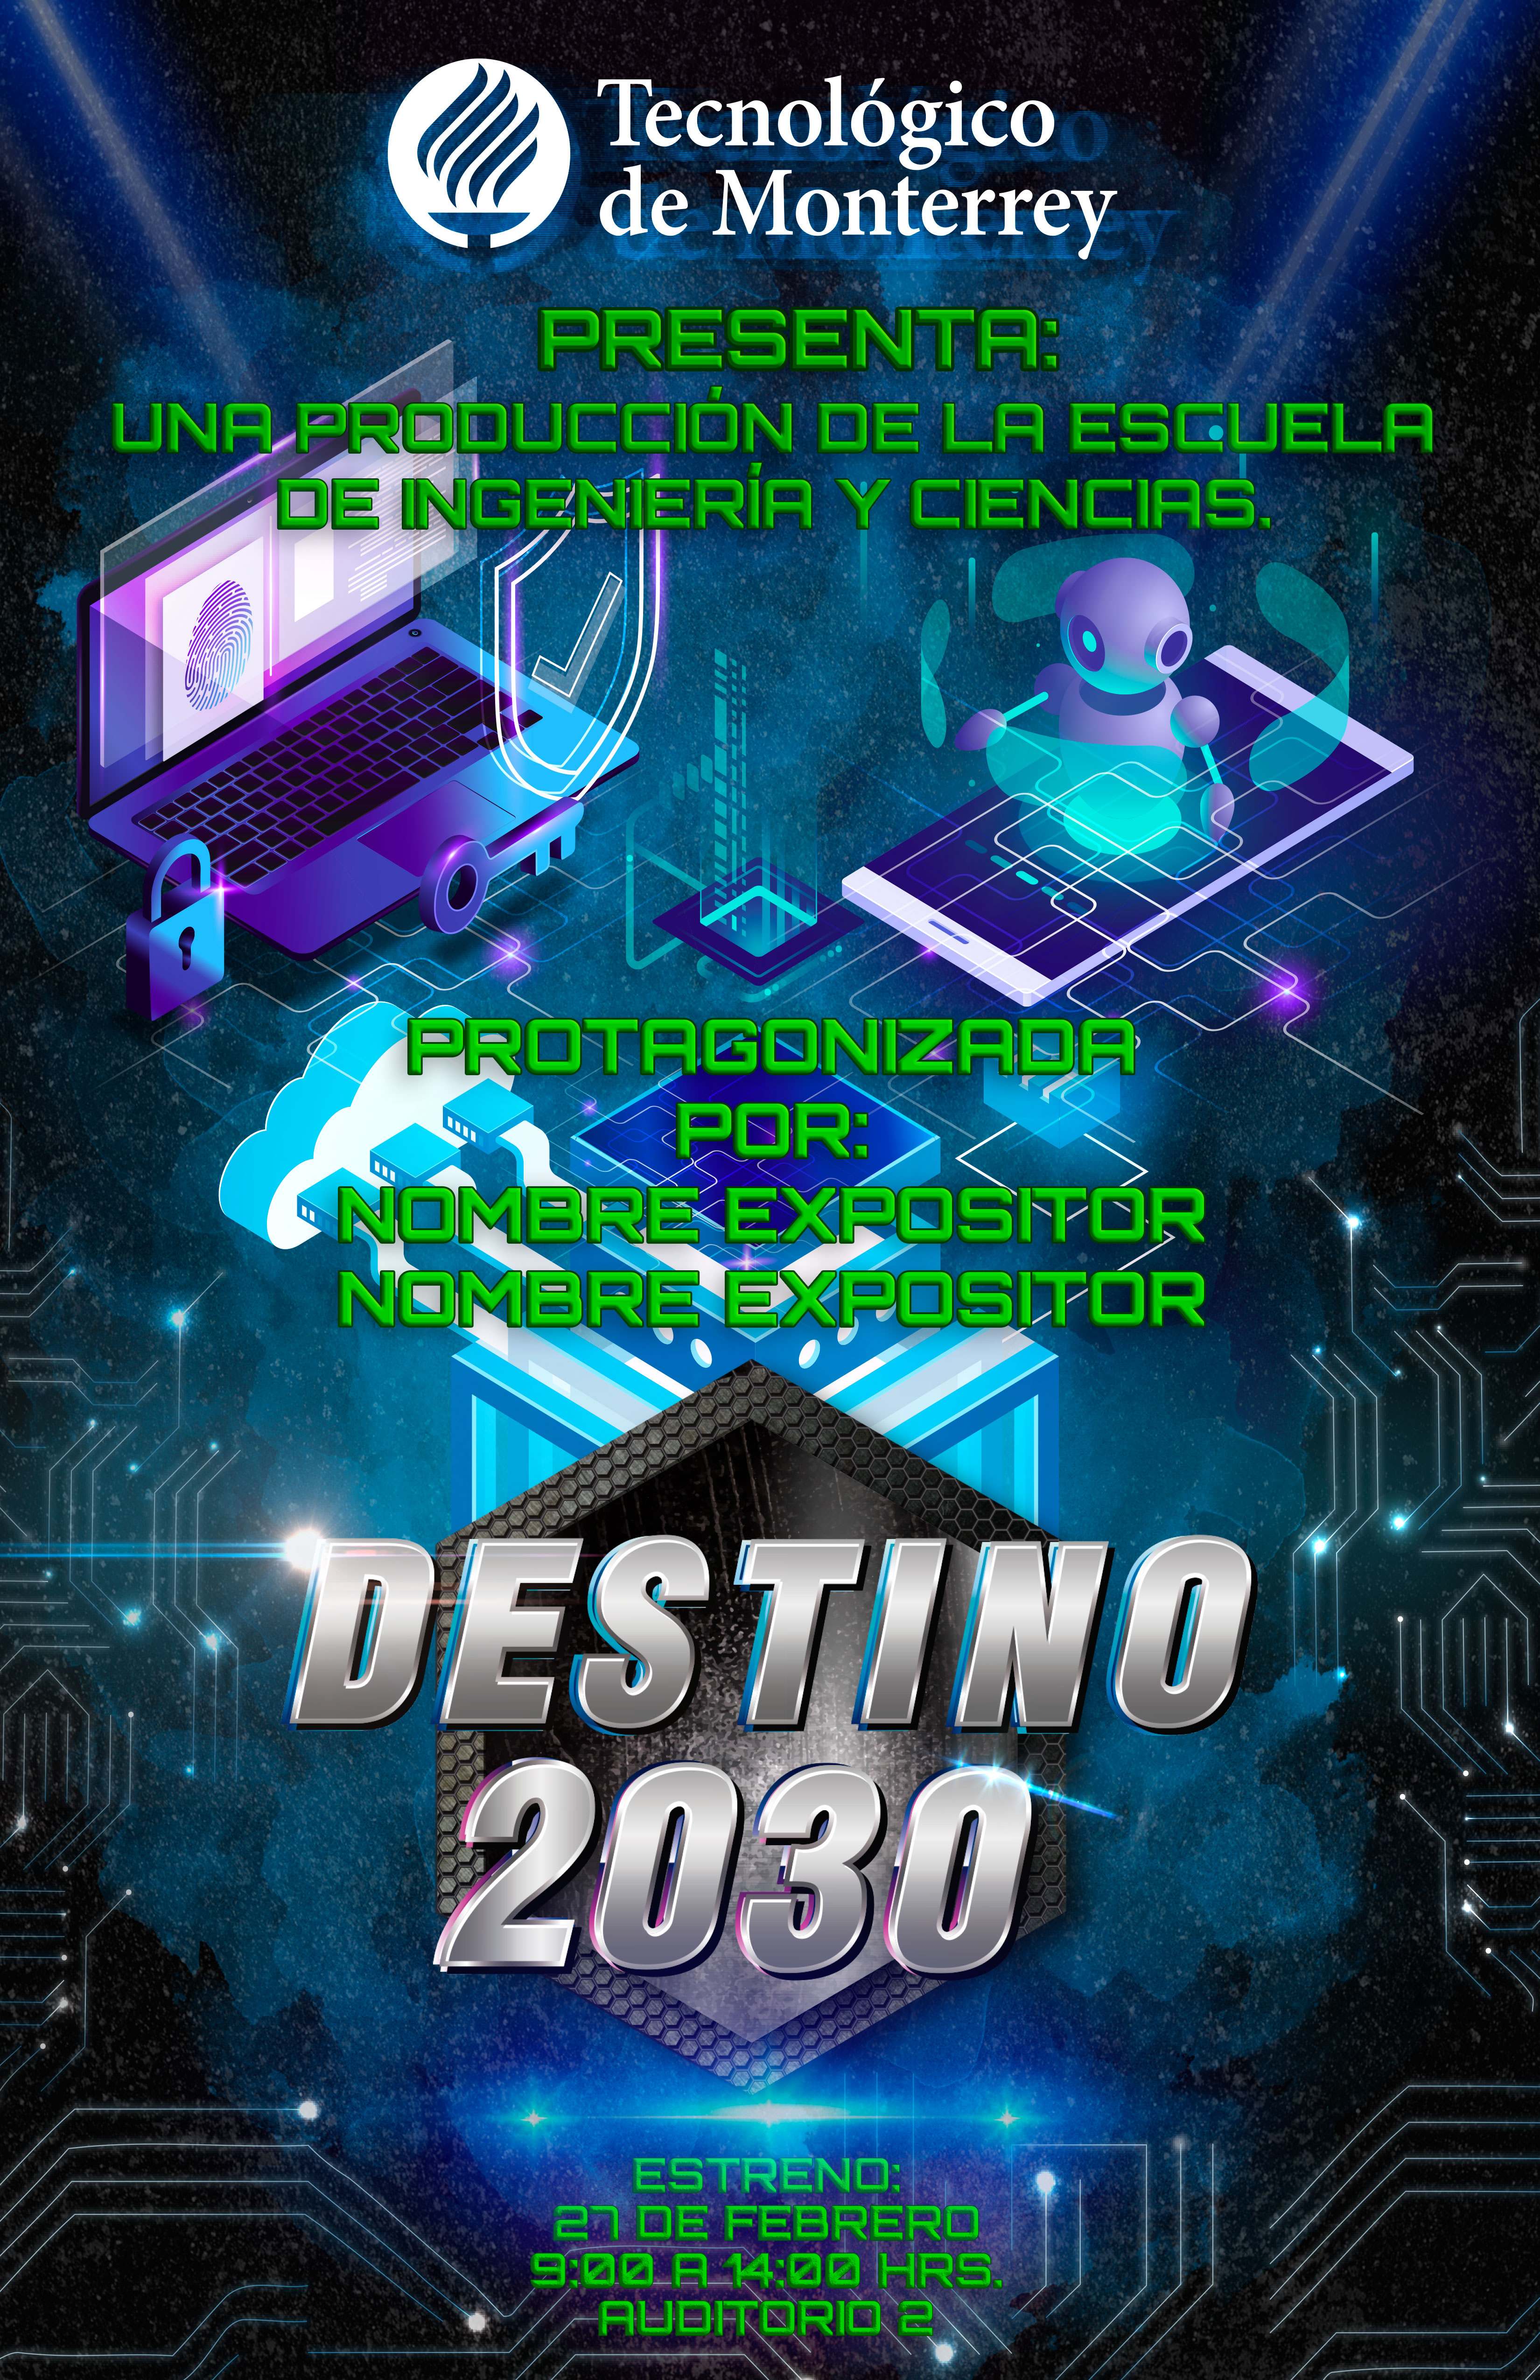 Tecnológico
de Monterrey
PRESENTA:
UNA PRODUCCIÓN DE LA ESCUELA
DE INGENIERÍA Y CIENCIAS.
PROTAGONIZADA
POR:
NOMBRE EXPOSITOR
NOMBRE EXPOSITOR
DESTINO
2030
ESTRENO:
27 DE FEBRERO
9:00 A 14:00 HRS.
AUDITORIO 2